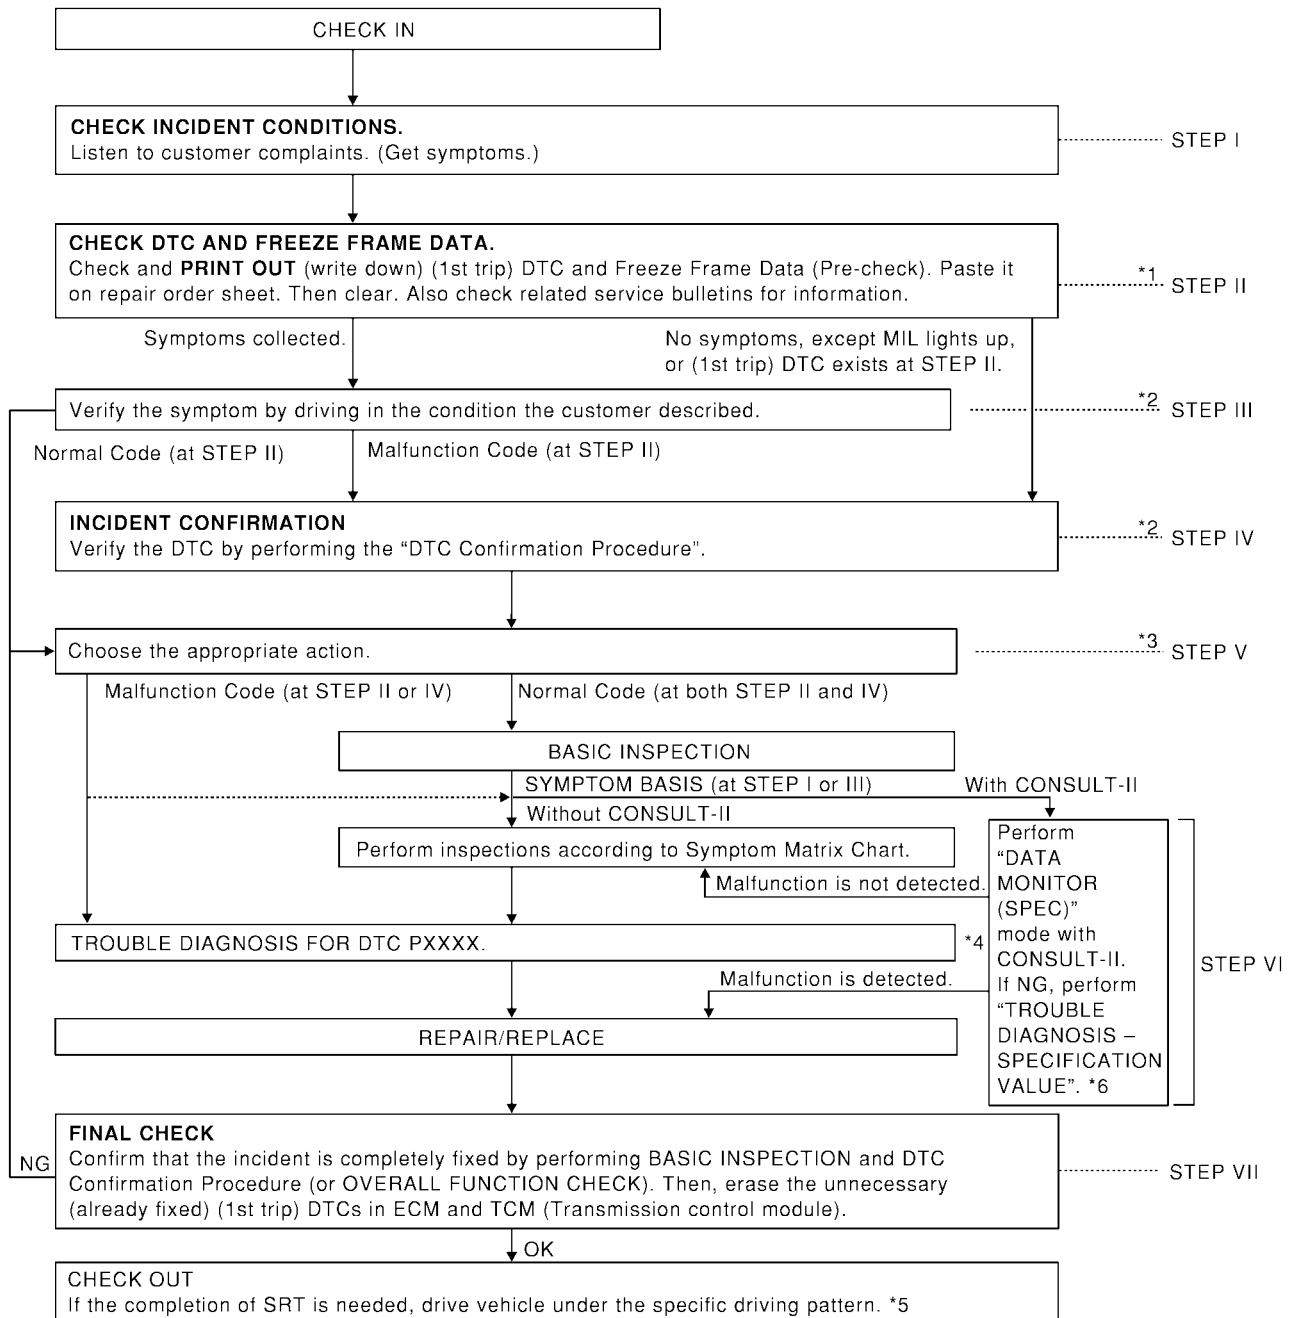 CHECK IN
CHECK INCIDENT CONDITIONS.
Listen to customer complaints. (Get symptoms.)
STEP I
CHECK DTC AND FREEZE FRAME DATA.
Check and PRINT OUT (write down) (1st trip) DTC and Freeze Frame Data (Pre-check). Paste it
on repair order sheet. Then clear. Also check related service bulletins for information.
*1
STEP II
Symptoms collected.
No symptoms, except MIL lights up,
or (1st trip) DTC exists at STEP II.
Verify the symptom by driving in the condition the customer described.
*2
STEP III
Normal Code (at STEP II)
Malfunction Code (at STEP II)
INCIDENT CONFIRMATION
Verify the DTC by performing the “DTC Confirmation Procedure”.
*2
STEP IV
Choose the appropriate action.
*3
STEP V
Malfunction Code (at STEP II or IV)
Normal Code (at both STEP II and IV)
BASIC INSPECTION
SYMPTOM BASIS (at STEP I or III)
With CONSULT-II
Without CONSULT-II
Perform inspections according to Symptom Matrix Chart.
Malfunction is not detected.
Perform
“DATA
MONITOR
(SPEC)”
mode with
CONSULT-II.
If NG, perform
“TROUBLE
DIAGNOSIS –
SPECIFICATION
VALUE”. *6
STEP VI
TROUBLE DIAGNOSIS FOR DTC PXXXX.
*4
Malfunction is detected.
REPAIR/REPLACE
FINAL CHECK
Confirm that the incident is completely fixed by performing BASIC INSPECTION and DTC
Confirmation Procedure (or OVERALL FUNCTION CHECK). Then, erase the unnecessary
(already fixed) (1st trip) DTCs in ECM and TCM (Transmission control module).
NG
STEP VII
OK
CHECK OUT
If the completion of SRT is needed, drive vehicle under the specific driving pattern. *5